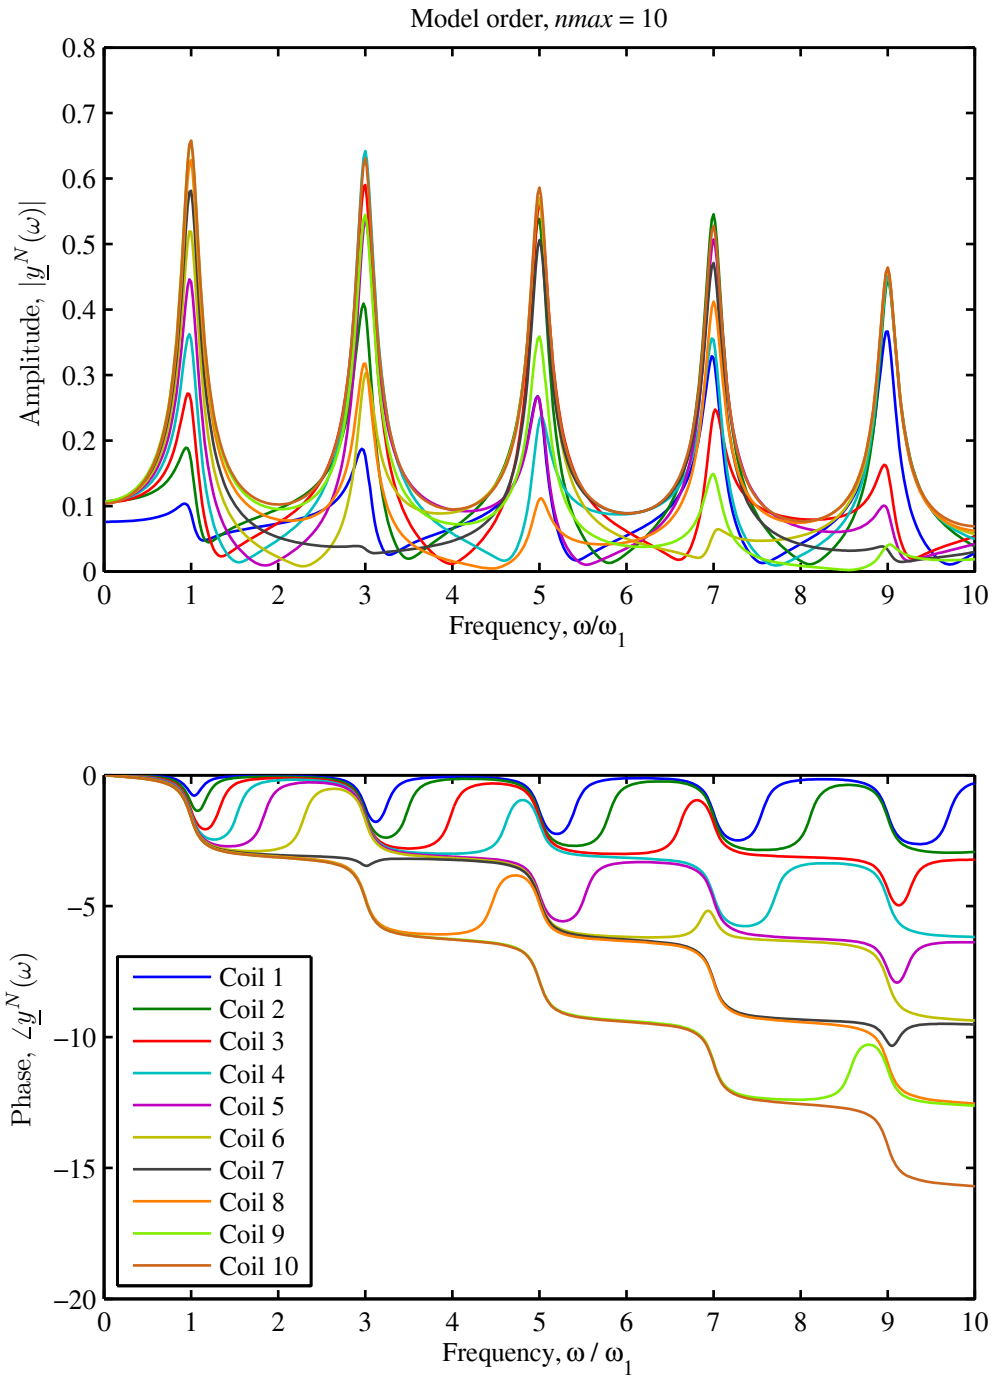 Model order, nmax = 10
0.8
0.7
0.6
0.5
0.4
0.3
0.2
0.1
0
Amplitude, |y^N(ω)|
0 1 2 3 4 5 6 7 8 9 10
Frequency, ω/ω_1
0
−5
−10
−15
−20
Phase, ∠y^N(ω)
Coil 1
Coil 2
Coil 3
Coil 4
Coil 5
Coil 6
Coil 7
Coil 8
Coil 9
Coil 10
0 1 2 3 4 5 6 7 8 9 10
Frequency, ω / ω_1